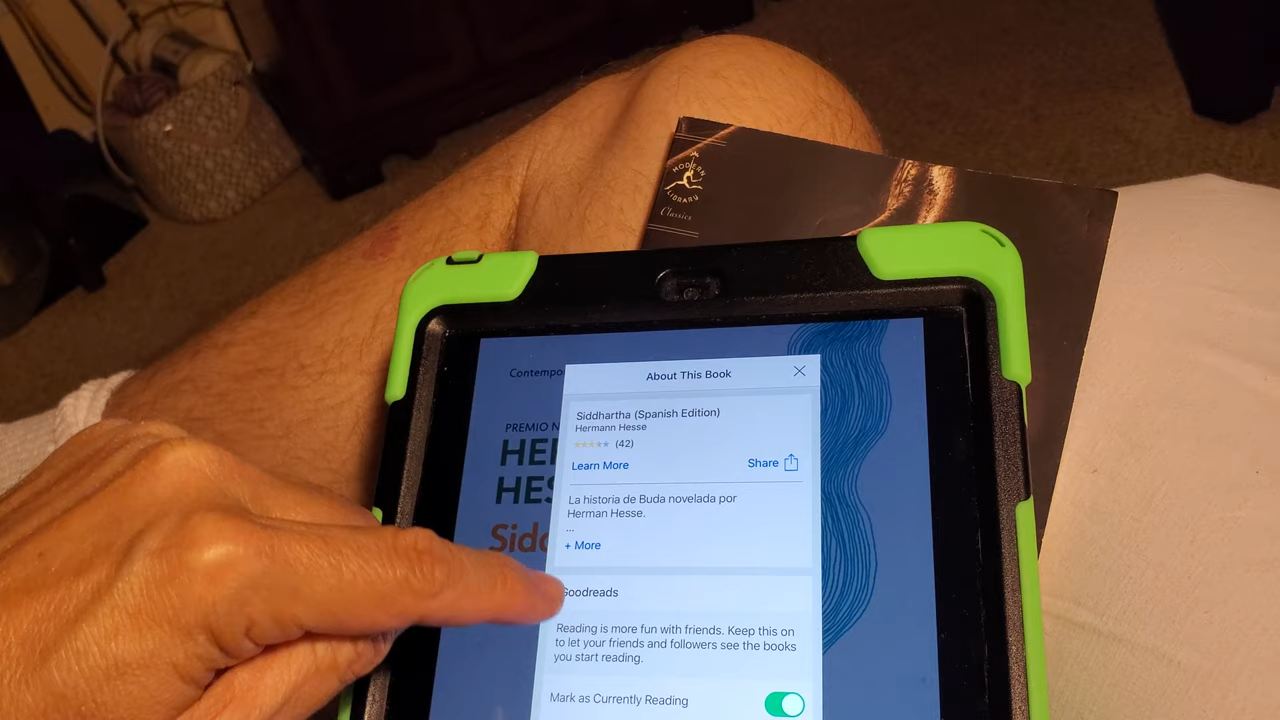 MODERN
LIBRARY
Classics
About This Book
Siddhartha (Spanish Edition)
Hermann Hesse
(42)
Learn More
Share
La historia de Buda novelada por
Herman Hesse.
...
+ More
Goodreads
Reading is more fun with friends. Keep this on
to let your friends and followers see the books
you start reading.
Mark as Currently Reading
Contempo
PREMIO N
HE
HES
Sidd